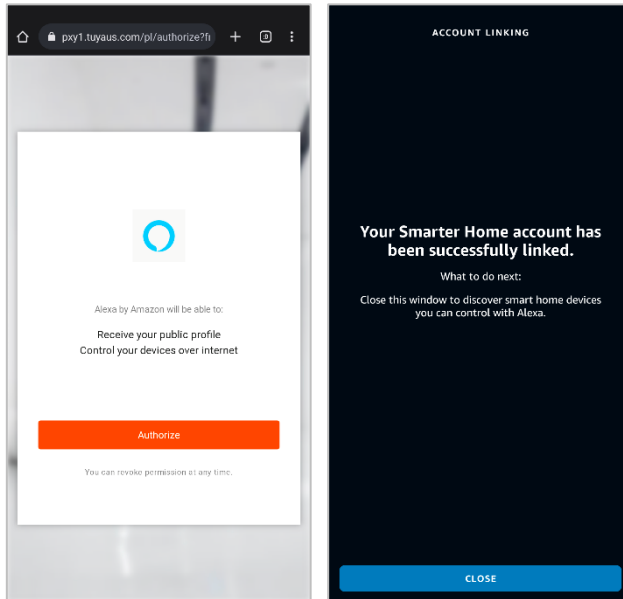 pxy1.tuyaus.com/pl/authorize?fi
:D
Alexa by Amazon will be able to:
Receive your public profile
Control your devices over internet
Authorize
You can revoke permission at any time.
ACCOUNT LINKING
Your Smarter Home account has
been successfully linked.
What to do next:
Close this window to discover smart home devices
you can control with Alexa.
CLOSE